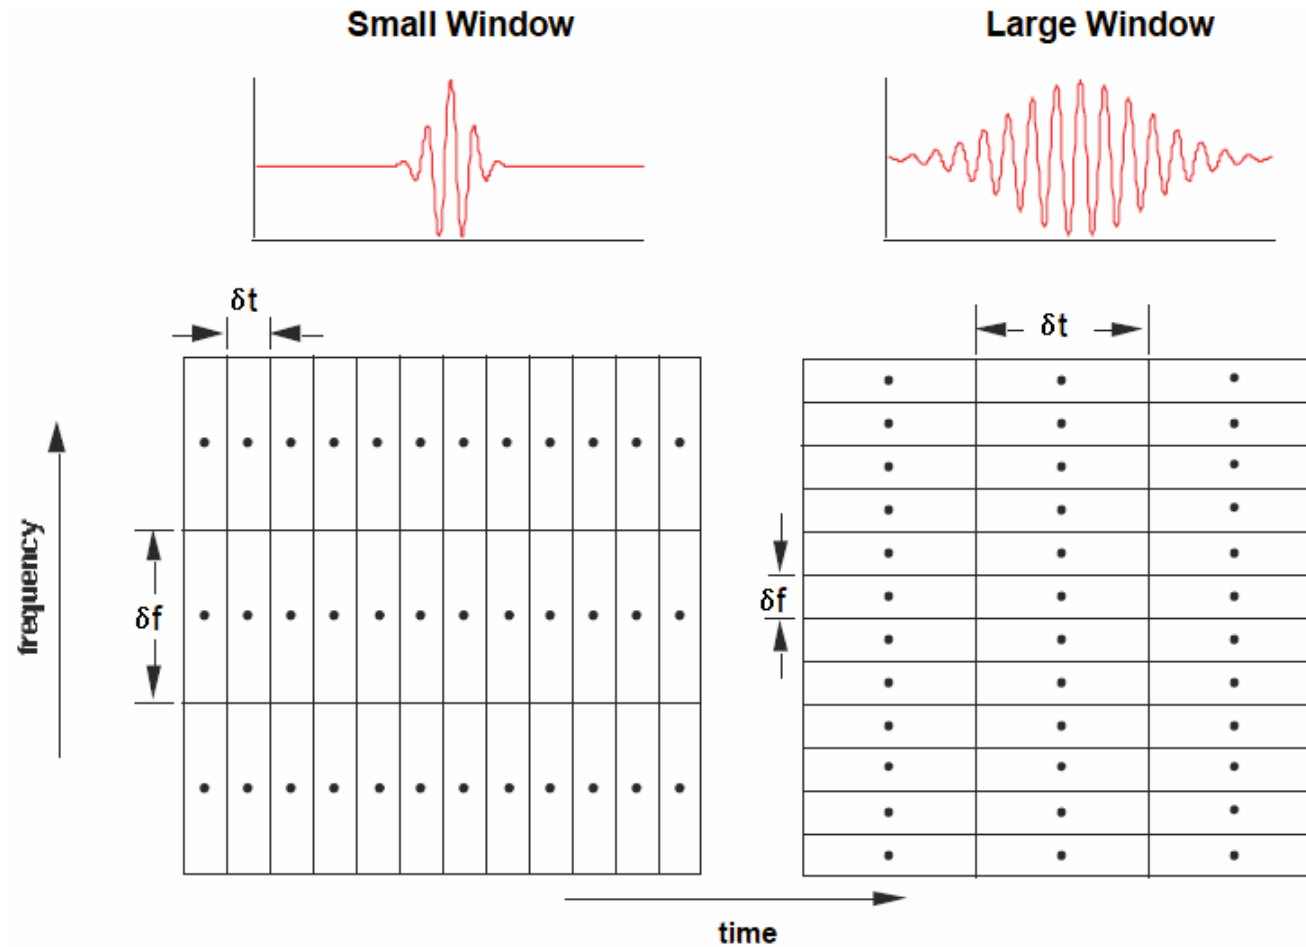 Small Window
Large Window
δt
δt
frequency
δf
δf
time